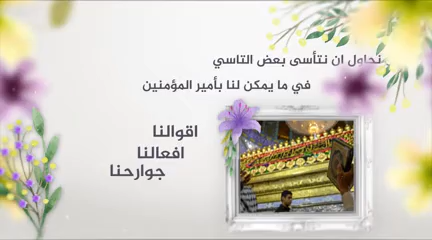 نحاول ان نتأسى بعض التاسي
في ما يمكن لنا بأمير المؤمنين
اقوالنا
افعالنا
جوارحنا